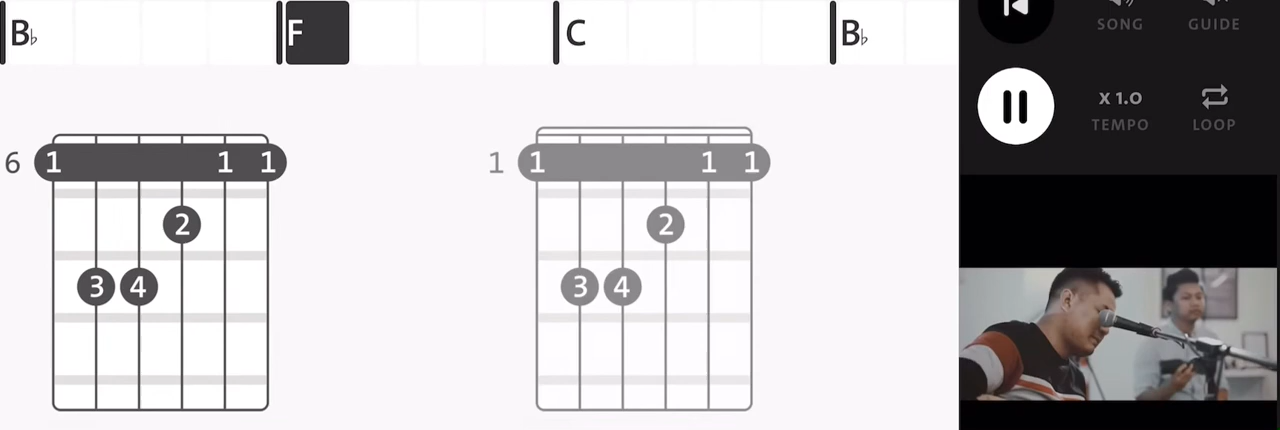 B♭ F C B♭
SONG GUIDE
X 1.0
TEMPO LOOP
6 1 1 1
2
3 4
1 1 1 1
2
3 4